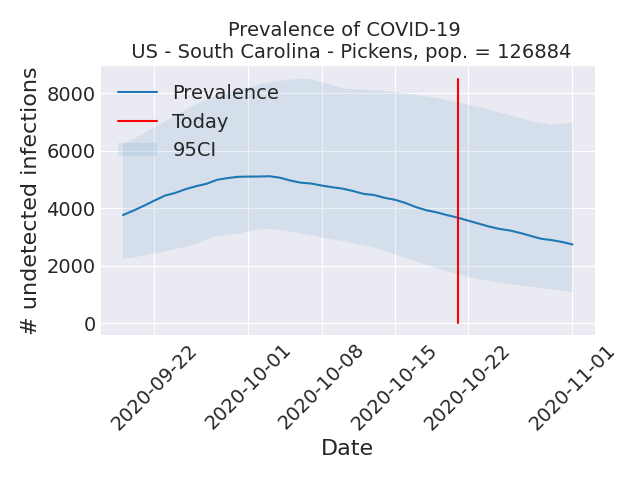 Prevalence of COVID-19
US - South Carolina - Pickens, pop. = 126884
# undetected infections
8000
6000
4000
2000
0
Prevalence
Today
95CI
2020-09-22
2020-10-01
2020-10-08
2020-10-15
2020-10-22
2020-11-01
Date